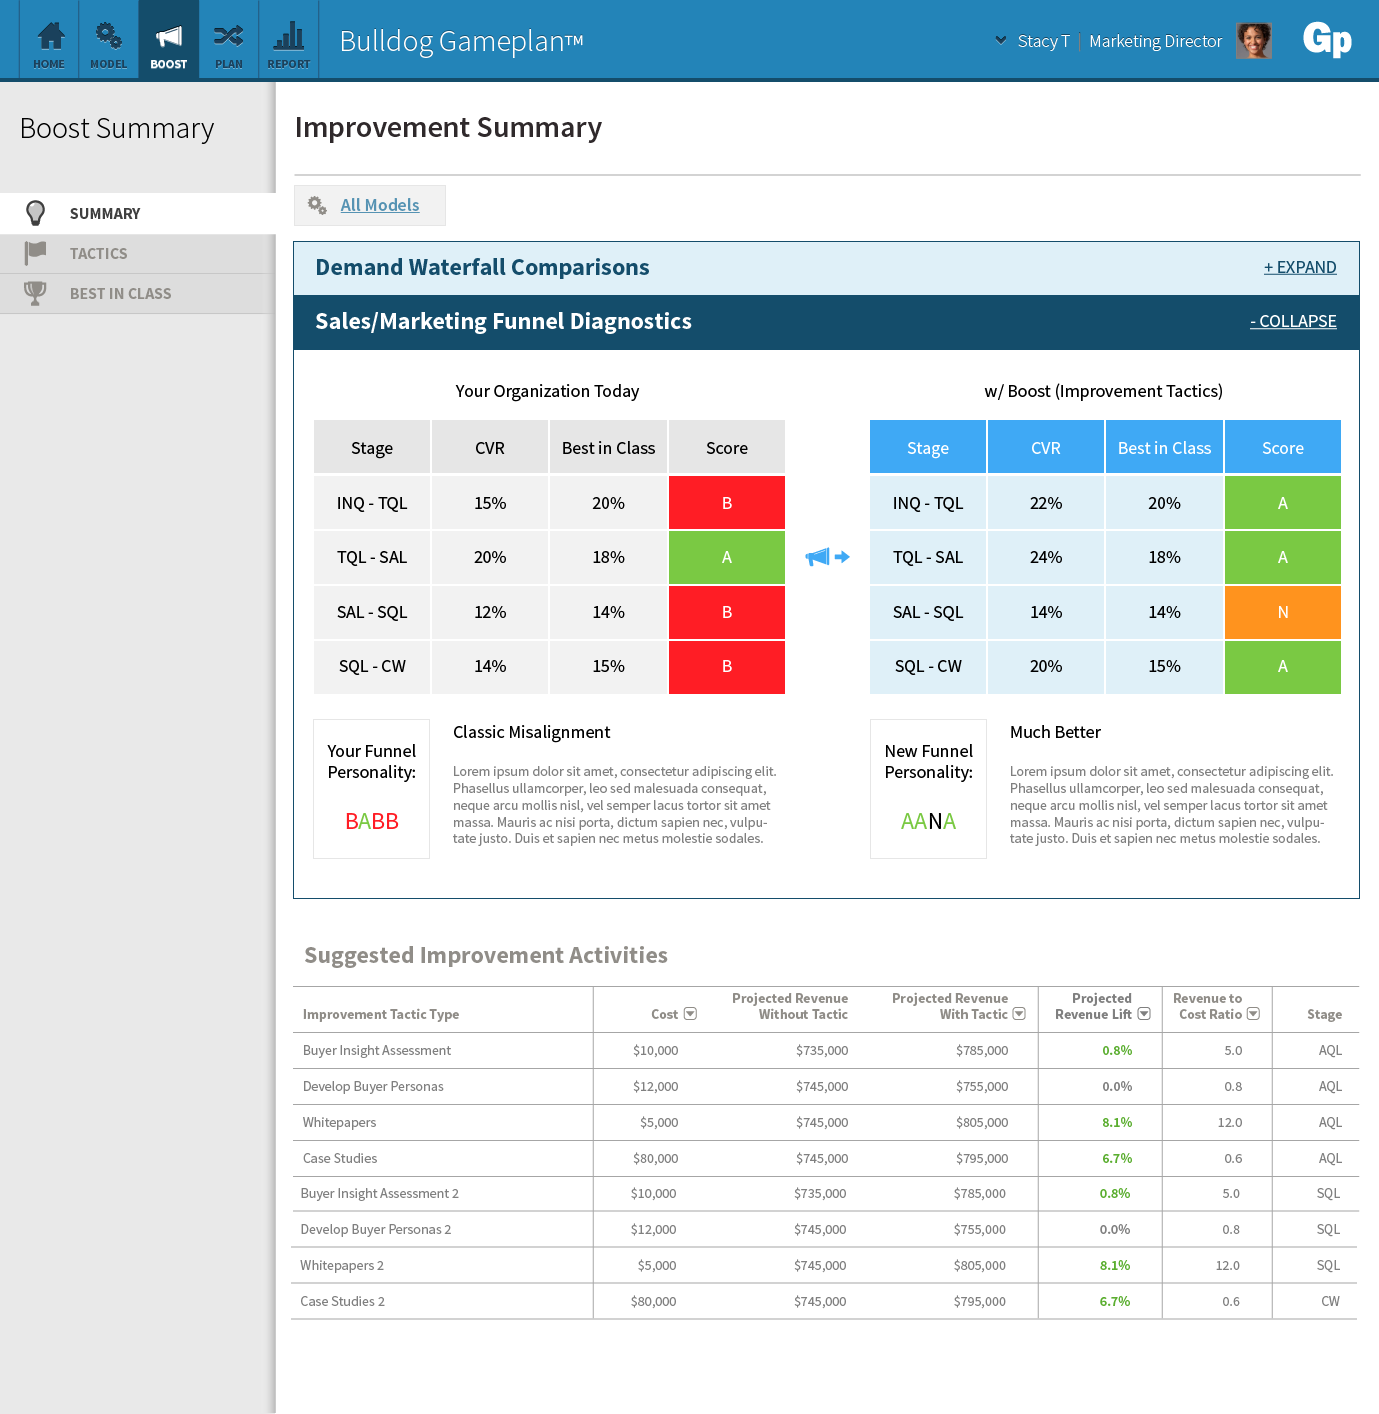 HOME MODEL BOOST PLAN REPORT
Bulldog Gameplan™
Stacy T | Marketing Director
Gp
Boost Summary
SUMMARY
TACTICS
BEST IN CLASS
Improvement Summary
All Models
Demand Waterfall Comparisons + EXPAND
Sales/Marketing Funnel Diagnostics - COLLAPSE
Your Organization Today
Stage CVR Best in Class Score
INQ - TQL 15% 20% B
TQL - SAL 20% 18% A
SAL - SQL 12% 14% B
SQL - CW 14% 15% B
Your Funnel
Personality:
BABB
Classic Misalignment
Lorem ipsum dolor sit amet, consectetur adipiscing elit.
Phasellus ullamcorper, leo sed malesuada consequat,
neque arcu mollis nisl, vel semper lacus tortor sit amet
massa. Mauris ac nisi porta, dictum sapien nec, vulpu-
tate justo. Duis et sapien nec metus molestie sodales.
w/ Boost (Improvement Tactics)
Stage CVR Best in Class Score
INQ - TQL 22% 20% A
TQL - SAL 24% 18% A
SAL - SQL 14% 14% N
SQL - CW 20% 15% A
New Funnel
Personality:
AANA
Much Better
Lorem ipsum dolor sit amet, consectetur adipiscing elit.
Phasellus ullamcorper, leo sed malesuada consequat,
neque arcu mollis nisl, vel semper lacus tortor sit amet
massa. Mauris ac nisi porta, dictum sapien nec, vulpu-
tate justo. Duis et sapien nec metus molestie sodales.
Suggested Improvement Activities
Projected Revenue Projected Revenue Projected Revenue to
Improvement Tactic Type Cost Without Tactic With Tactic Revenue Lift Cost Ratio Stage
Buyer Insight Assessment $10,000 $735,000 $785,000 0.8% 5.0 AQL
Develop Buyer Personas $12,000 $745,000 $755,000 0.0% 0.8 AQL
Whitepapers $5,000 $745,000 $805,000 8.1% 12.0 AQL
Case Studies $80,000 $745,000 $795,000 6.7% 0.6 AQL
Buyer Insight Assessment 2 $10,000 $735,000 $785,000 0.8% 5.0 SQL
Develop Buyer Personas 2 $12,000 $745,000 $755,000 0.0% 0.8 SQL
Whitepapers 2 $5,000 $745,000 $805,000 8.1% 12.0 SQL
Case Studies 2 $80,000 $745,000 $795,000 6.7% 0.6 CW